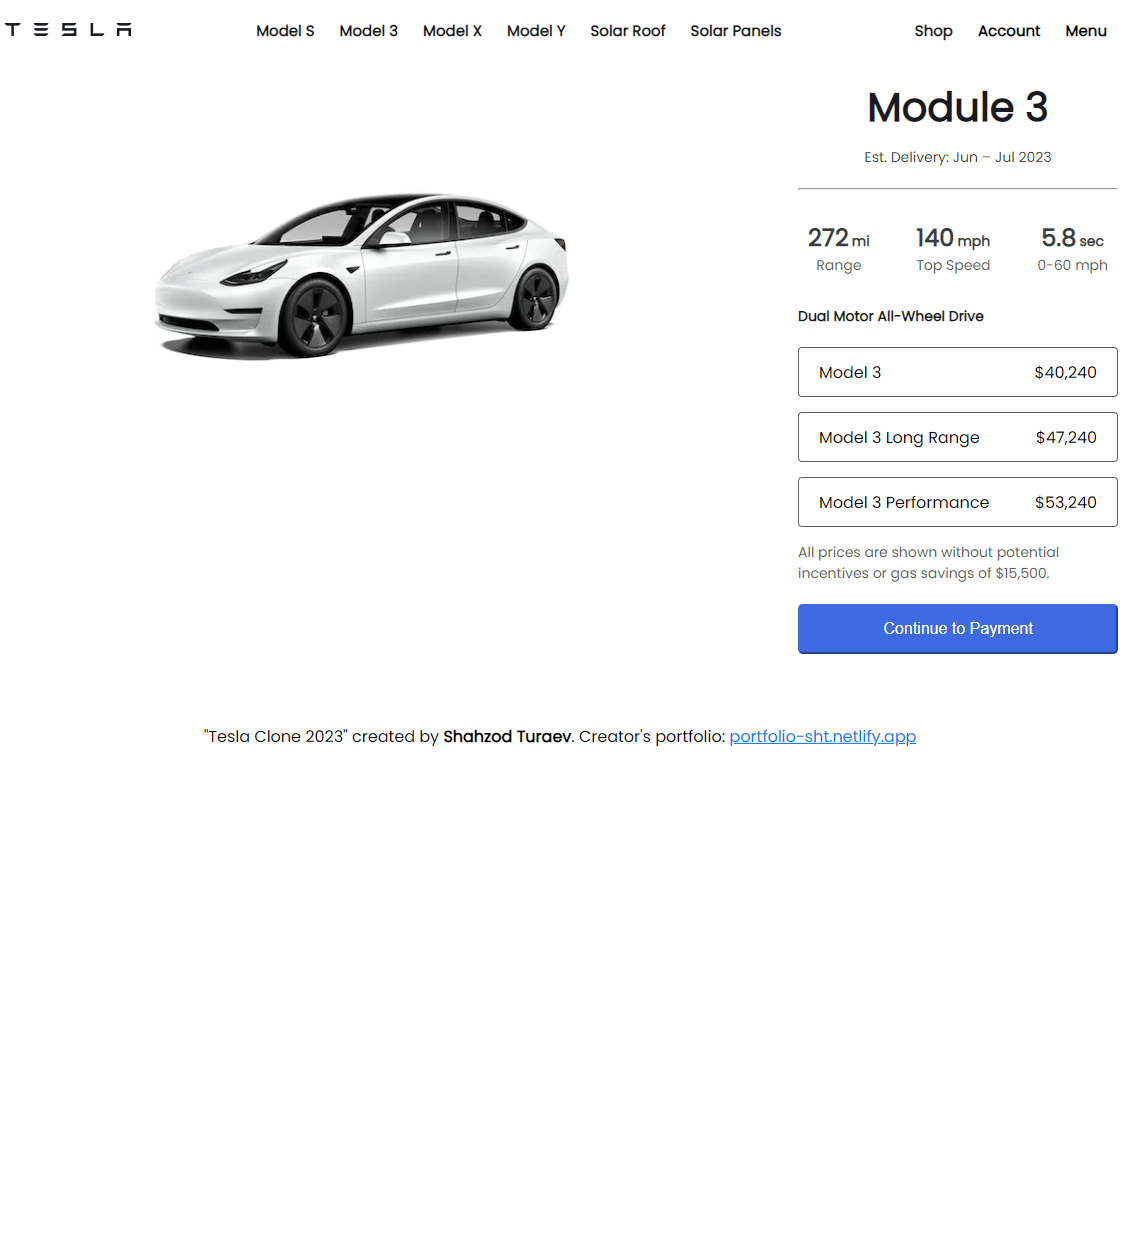 TESLA
Model S Model 3 Model X Model Y Solar Roof Solar Panels Shop Account Menu
Module 3
Est. Delivery: Jun – Jul 2023
272 mi 140 mph 5.8 sec
Range Top Speed 0-60 mph
Dual Motor All-Wheel Drive
Model 3 $40,240
Model 3 Long Range $47,240
Model 3 Performance $53,240
All prices are shown without potential
incentives or gas savings of $15,500.
Continue to Payment
"Tesla Clone 2023" created by Shahzod Turaev. Creator's portfolio: portfolio-sht.netlify.app